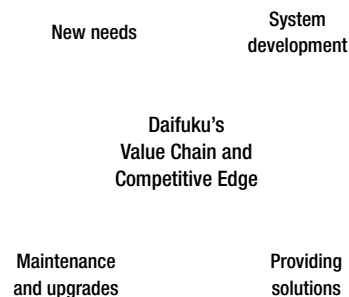 New needs
System
development
Daifuku's
Value Chain and
Competitive Edge
Maintenance
and upgrades
Providing
solutions